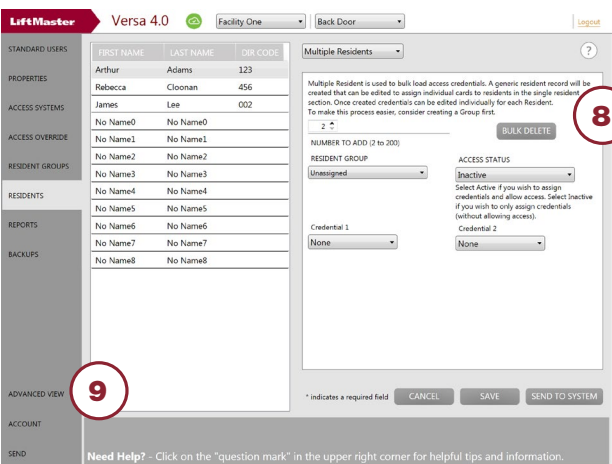 LiftMaster
Versa 4.0
Facility One
Back Door
Logout
STANDARD USERS
PROPERTIES
ACCESS SYSTEMS
ACCESS OVERRIDE
RESIDENT GROUPS
RESIDENTS
REPORTS
BACKUPS
ADVANCED VIEW
ACCOUNT
SEND
FIRST NAME LAST NAME DIR CODE
Arthur Adams 123
Rebecca Cloonan 456
James Lee 002
No Name0 No Name0
No Name1 No Name1
No Name2 No Name2
No Name3 No Name3
No Name4 No Name4
No Name5 No Name5
No Name6 No Name6
No Name7 No Name7
No Name8 No Name8
9
Multiple Residents
?
Multiple Resident is used to bulk load access credentials. A generic resident record will be
created that can be edited to assign individual cards to residents in the single resident
section. Once created credentials can be edited individually for each Resident.
To make this process easier, consider creating a Group first.
8
2
BULK DELETE
NUMBER TO ADD (2 to 200)
RESIDENT GROUP
Unassigned
ACCESS STATUS
Inactive
Select Active if you wish to assign
credentials and allow access. Select Inactive
if you wish to only assign credentials
(without allowing access).
Credential 1
None
Credential 2
None
* indicates a required field
CANCEL
SAVE
SEND TO SYSTEM
Need Help? - Click on the "question mark" in the upper right corner for helpful tips and information.